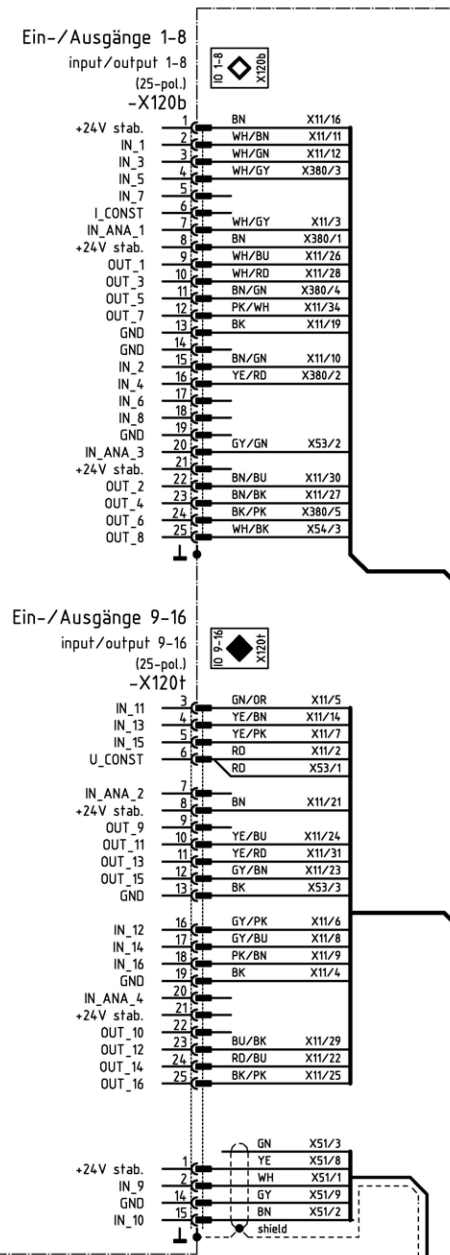 Ein-/Ausgänge 1-8
input/output 1-8
(25-pol.)
-X120b
IO 1-8
X120b
+24V stab. 1 BN X11/16
IN_1 2 WH/BN X11/11
IN_3 3 WH/GN X11/12
IN_5 4 WH/GY X380/3
IN_7 5
I_CONST 6
IN_ANA_1 7 WH/GY X11/3
+24V stab. 8 BN X380/1
OUT_1 9 WH/BU X11/26
OUT_3 10 WH/RD X11/28
OUT_5 11 BN/GN X380/4
OUT_7 12 PK/WH X11/34
GND 13 BK X11/19
GND 14
IN_2 15 BN/GN X11/10
IN_4 16 YE/RD X380/2
IN_6 17
IN_8 18
GND 19
IN_ANA_3 20 GY/GN X53/2
+24V stab. 21
OUT_2 22 BN/BU X11/30
OUT_4 23 BN/BK X11/27
OUT_6 24 BK/PK X380/5
OUT_8 25 WH/BK X54/3
Ein-/Ausgänge 9-16
input/output 9-16
(25-pol.)
-X120t
IO 9-16
X120t
IN_11 3 GN/OR X11/5
IN_13 4 YE/BN X11/14
IN_15 5 YE/PK X11/7
U_CONST 6 RD X11/2
RD X53/1
IN_ANA_2 7
+24V stab. 8 BN X11/21
OUT_9 9
OUT_11 10 YE/BU X11/24
OUT_13 11 YE/RD X11/31
OUT_15 12 GY/BN X11/23
GND 13 BK X53/3
IN_12 16 GY/PK X11/6
IN_14 17 GY/BU X11/8
IN_16 18 PK/BN X11/9
GND 19 BK X11/4
IN_ANA_4 20
+24V stab. 21
OUT_10 22
OUT_12 23 BU/BK X11/29
OUT_14 24 RD/BU X11/22
OUT_16 25 BK/PK X11/25
GN X51/3
+24V stab. 1 YE X51/8
IN_9 2 WH X51/1
GND 14 GY X51/9
IN_10 15 BN X51/2
shield